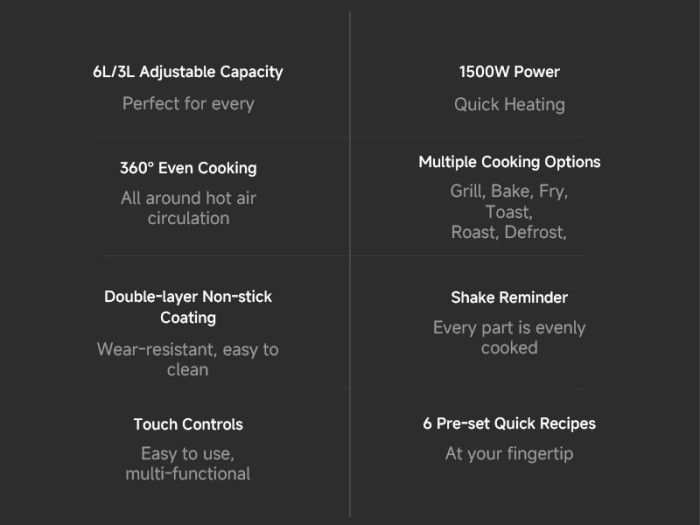 6L/3L Adjustable Capacity
Perfect for every
1500W Power
Quick Heating
360° Even Cooking
All around hot air
circulation
Multiple Cooking Options
Grill, Bake, Fry,
Toast,
Roast, Defrost,
Double-layer Non-stick
Coating
Wear-resistant, easy to
clean
Shake Reminder
Every part is evenly
cooked
Touch Controls
Easy to use,
multi-functional
6 Pre-set Quick Recipes
At your fingertip